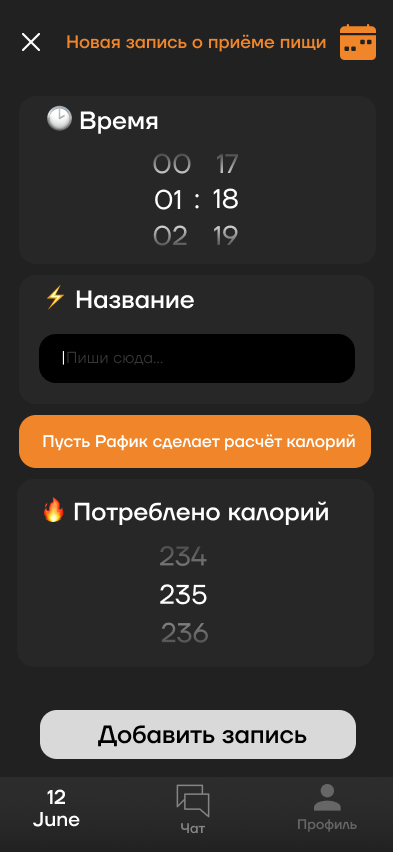 Новая запись о приёме пищи
Время
00 17
01 : 18
02 19
Название
Пиши сюда...
Пусть Рафик сделает расчёт калорий
Потреблено калорий
234
235
236
Добавить запись
12
June
Чат
Профиль